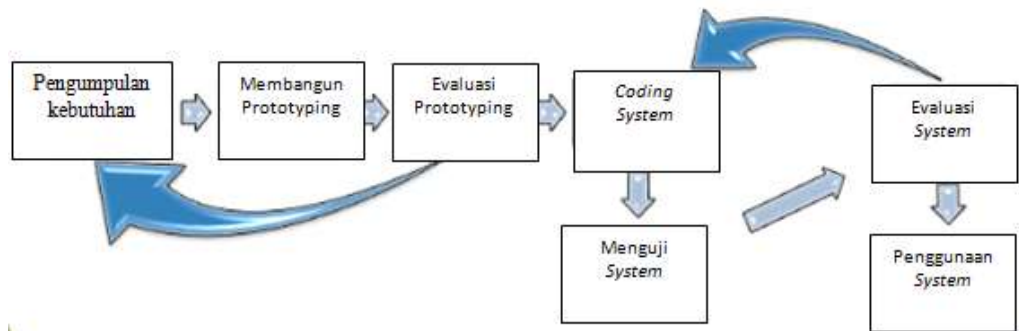 Pengumpulan
kebutuhan
Membangun
Prototyping
Evaluasi
Prototyping
Coding
System
Menguji
System
Evaluasi
System
Penggunaan
System